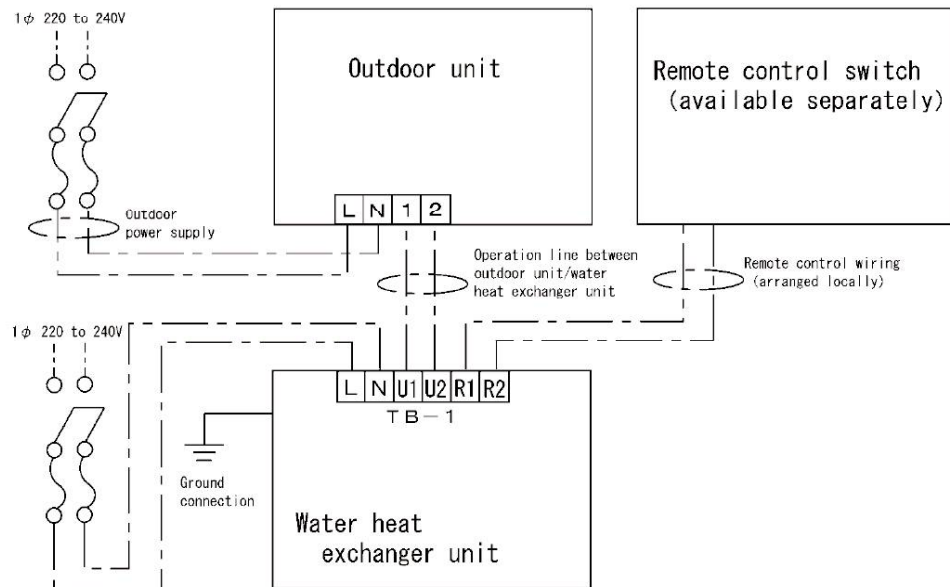 1φ 220 to 240V
Outdoor unit
Remote control switch
(available separately)
L N 1 2
Outdoor
power supply
Operation line between
outdoor unit/water
heat exchanger unit
Remote control wiring
(arranged locally)
1φ 220 to 240V
L N U1 U2 R1 R2
TB-1
Ground
connection
Water heat
exchanger unit